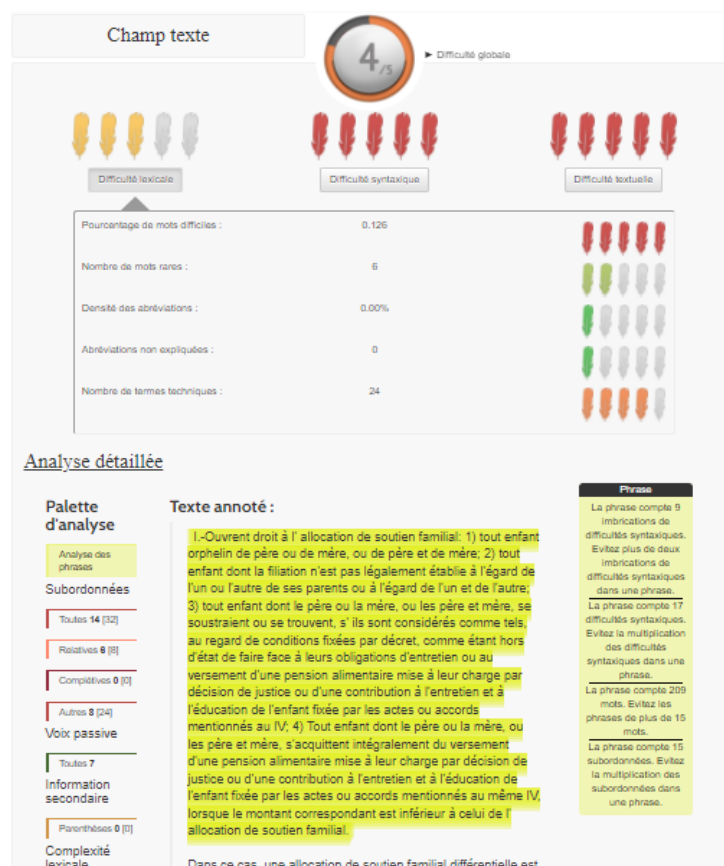 Champ texte
4/5
► Difficulté globale
Difficulté lexicale
Difficulté syntaxique
Difficulté textuelle
Pourcentage de mots difficiles :
0.126
Nombre de mots rares :
6
Densité des abréviations :
0.00%
Abréviations non expliquées :
0
Nombre de termes techniques :
24
Analyse détaillée
Palette
d'analyse
Analyse des
phrases
Subordonnées
Toutes 14 [32]
Relatives 6 [8]
Complétives 0 [0]
Autres 8 [24]
Voix passive
Toutes 7
Information
secondaire
Parenthèses 0 [0]
Complexité
lexicale
Texte annoté :
I.-Ouvrent droit à l' allocation de soutien familial: 1) tout enfant
orphelin de père ou de mère, ou de père et de mère; 2) tout
enfant dont la filiation n'est pas légalement établie à l'égard de
l'un ou l'autre de ses parents ou à l'égard de l'un et de l'autre;
3) tout enfant dont le père ou la mère, ou les père et mère, se
soustraient ou se trouvent, s' ils sont considérés comme tels,
au regard de conditions fixées par décret, comme étant hors
d'état de faire face à leurs obligations d'entretien ou au
versement d'une pension alimentaire mise à leur charge par
décision de justice ou d'une contribution à l'entretien et à
l'éducation de l'enfant fixée par les actes ou accords
mentionnés au IV; 4) Tout enfant dont le père ou la mère, ou
les père et mère, s'acquittent intégralement du versement
d'une pension alimentaire mise à leur charge par décision de
justice ou d'une contribution à l'entretien et à l'éducation de
l'enfant fixée par les actes ou accords mentionnés au même IV,
lorsque le montant correspondant est inférieur à celui de l'
allocation de soutien familial.
Dans ce cas, une allocation de soutien familial différentielle est
Phrase
La phrase compte 9
imbrications de
difficultés syntaxiques.
Evitez plus de deux
imbrications de
difficultés syntaxiques
dans une phrase.
La phrase compte 17
difficultés syntaxiques.
Evitez la multiplication
des difficultés
syntaxiques dans une
phrase.
La phrase compte 209
mots. Evitez les
phrases de plus de 15
mots.
La phrase compte 15
subordonnées. Evitez
la multiplication des
subordonnées dans
une phrase.